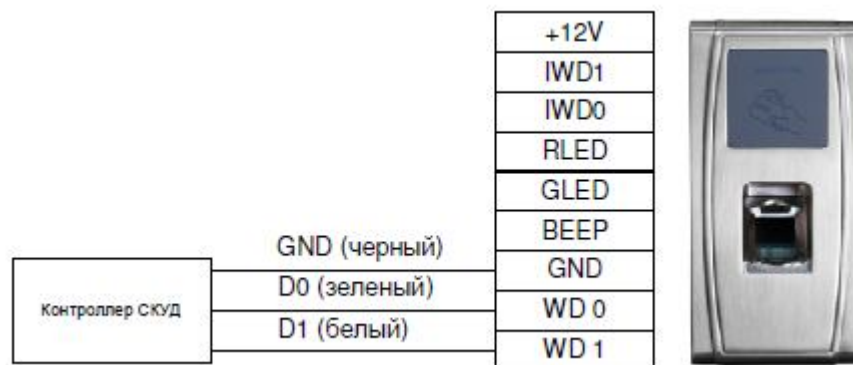 +12V
IWD1
IWD0
RLED
GLED
BEEP
GND
WD 0
WD 1
GND (черный)
D0 (зеленый)
D1 (белый)
Контроллер СКУД